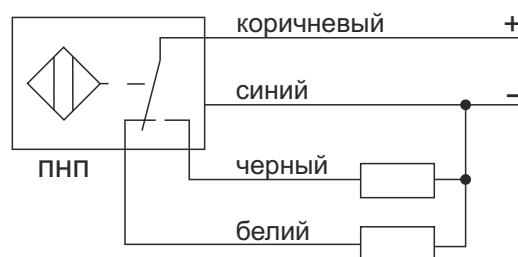 коричневый +
синий −
пнп
черный
белий